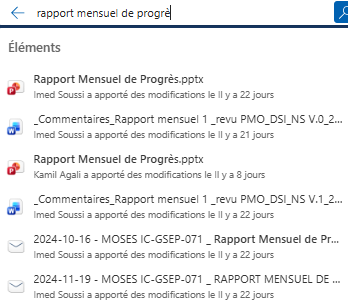 rapport mensuel de progrè
Éléments
Rapport Mensuel de Progrès.pptx
Imed Soussi a apporté des modifications le Il y a 22 jours
_Commentaires_Rapport mensuel 1 _revu PMO_DSI_NS V.0_2...
Imed Soussi a apporté des modifications le Il y a 21 jours
Rapport Mensuel de Progrès.pptx
Kamil Agali a apporté des modifications le Il y a 8 jours
_Commentaires_Rapport mensuel 1 _revu PMO_DSI_NS V.1_2...
Imed Soussi a apporté des modifications le Il y a 22 jours
2024-10-16 - MOSES IC-GSEP-071 _ Rapport Mensuel de Pr...
Imed Soussi a apporté des modifications le Il y a 22 jours
2024-11-19 - MOSES IC-GSEP-071 _ RAPPORT MENSUEL DE ...
Imed Soussi a apporté des modifications le Il y a 22 jours